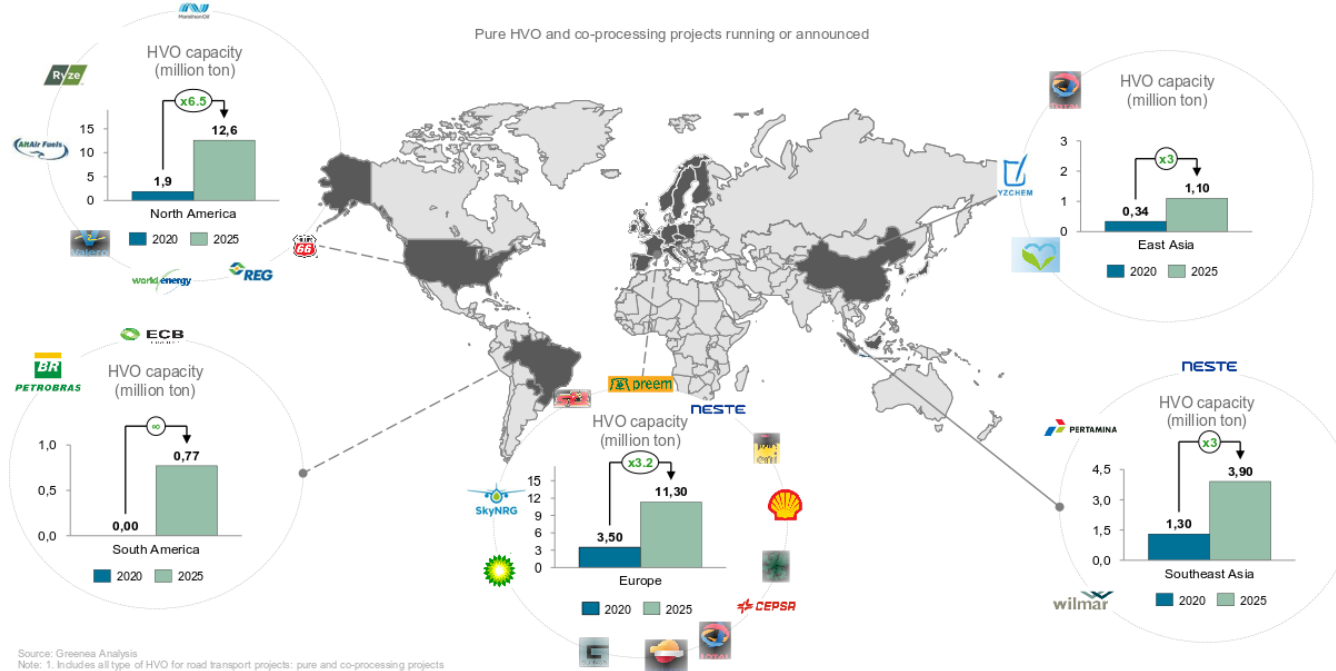 Pure HVO and co-processing projects running or announced
MarathonOil
Ryze
AltAir Fuels
valero
world energy
REG
66
HVO capacity
(million ton)
x6.5
15
10
5
0
1,9
12,6
North America
2020
2025
HVO capacity
(million ton)
3
2
1
0
x3
0,34
1,10
East Asia
2020
2025
TOTAL
YZCHEM
ECB
BR
PETROBRAS
HVO capacity
(million ton)
∞
1,0
0,5
0,0
0,00
0,77
South America
2020
2025
preem
NESTE
eni
SkyNRG
bp
CEPSA
TOTAL
HVO capacity
(million ton)
x3.2
15
12
9
6
3
0
3,50
11,30
Europe
2020
2025
NESTE
PERTAMINA
wilmar
HVO capacity
(million ton)
x3
4,5
3,0
1,5
0,0
1,30
3,90
Southeast Asia
2020
2025
Source: Greenea Analysis
Note: 1. Includes all type of HVO for road transport projects: pure and co-processing projects